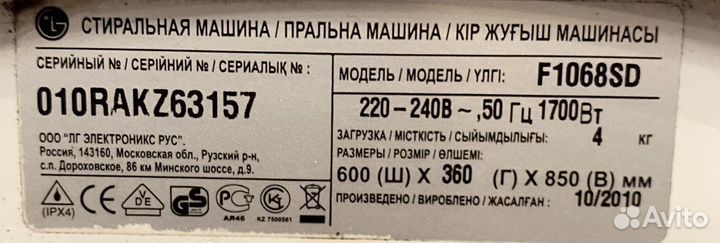 LG СТИРАЛЬНАЯ МАШИНА / ПРАЛЬНА МАШИНА / КІР ЖУҒЫШ МАШИНАСЫ
СЕРИЙНЫЙ № / СЕРІЙНИЙ № / СЕРИАЛЫҚ № :
010RAKZ63157
ООО "ЛГ ЭЛЕКТРОНИКС РУС".
Россия, 143160, Московская обл., Рузский р-н,
с.п. Дороховское, 86 км Минского шоссе, д.9.
(IPX4)
CE
VDE
PC
AR46
KZ 7500561
МОДЕЛЬ / МОДЕЛЬ / ҮЛГІ: F1068SD
220-240В ~, 50 Гц 1700Вт
ЗАГРУЗКА / МІСТКІСТЬ / СЫЙЫМДЫЛЫҒЫ: 4 кг
РАЗМЕРЫ / РОЗМІР / ӨЛШЕМІ:
600 (Ш) X 360 (Г) X 850 (В) мм
ПРОИЗВЕДЕНО / ВИРОБЛЕНО / ЖАСАЛҒАН : 10/2010
Avito